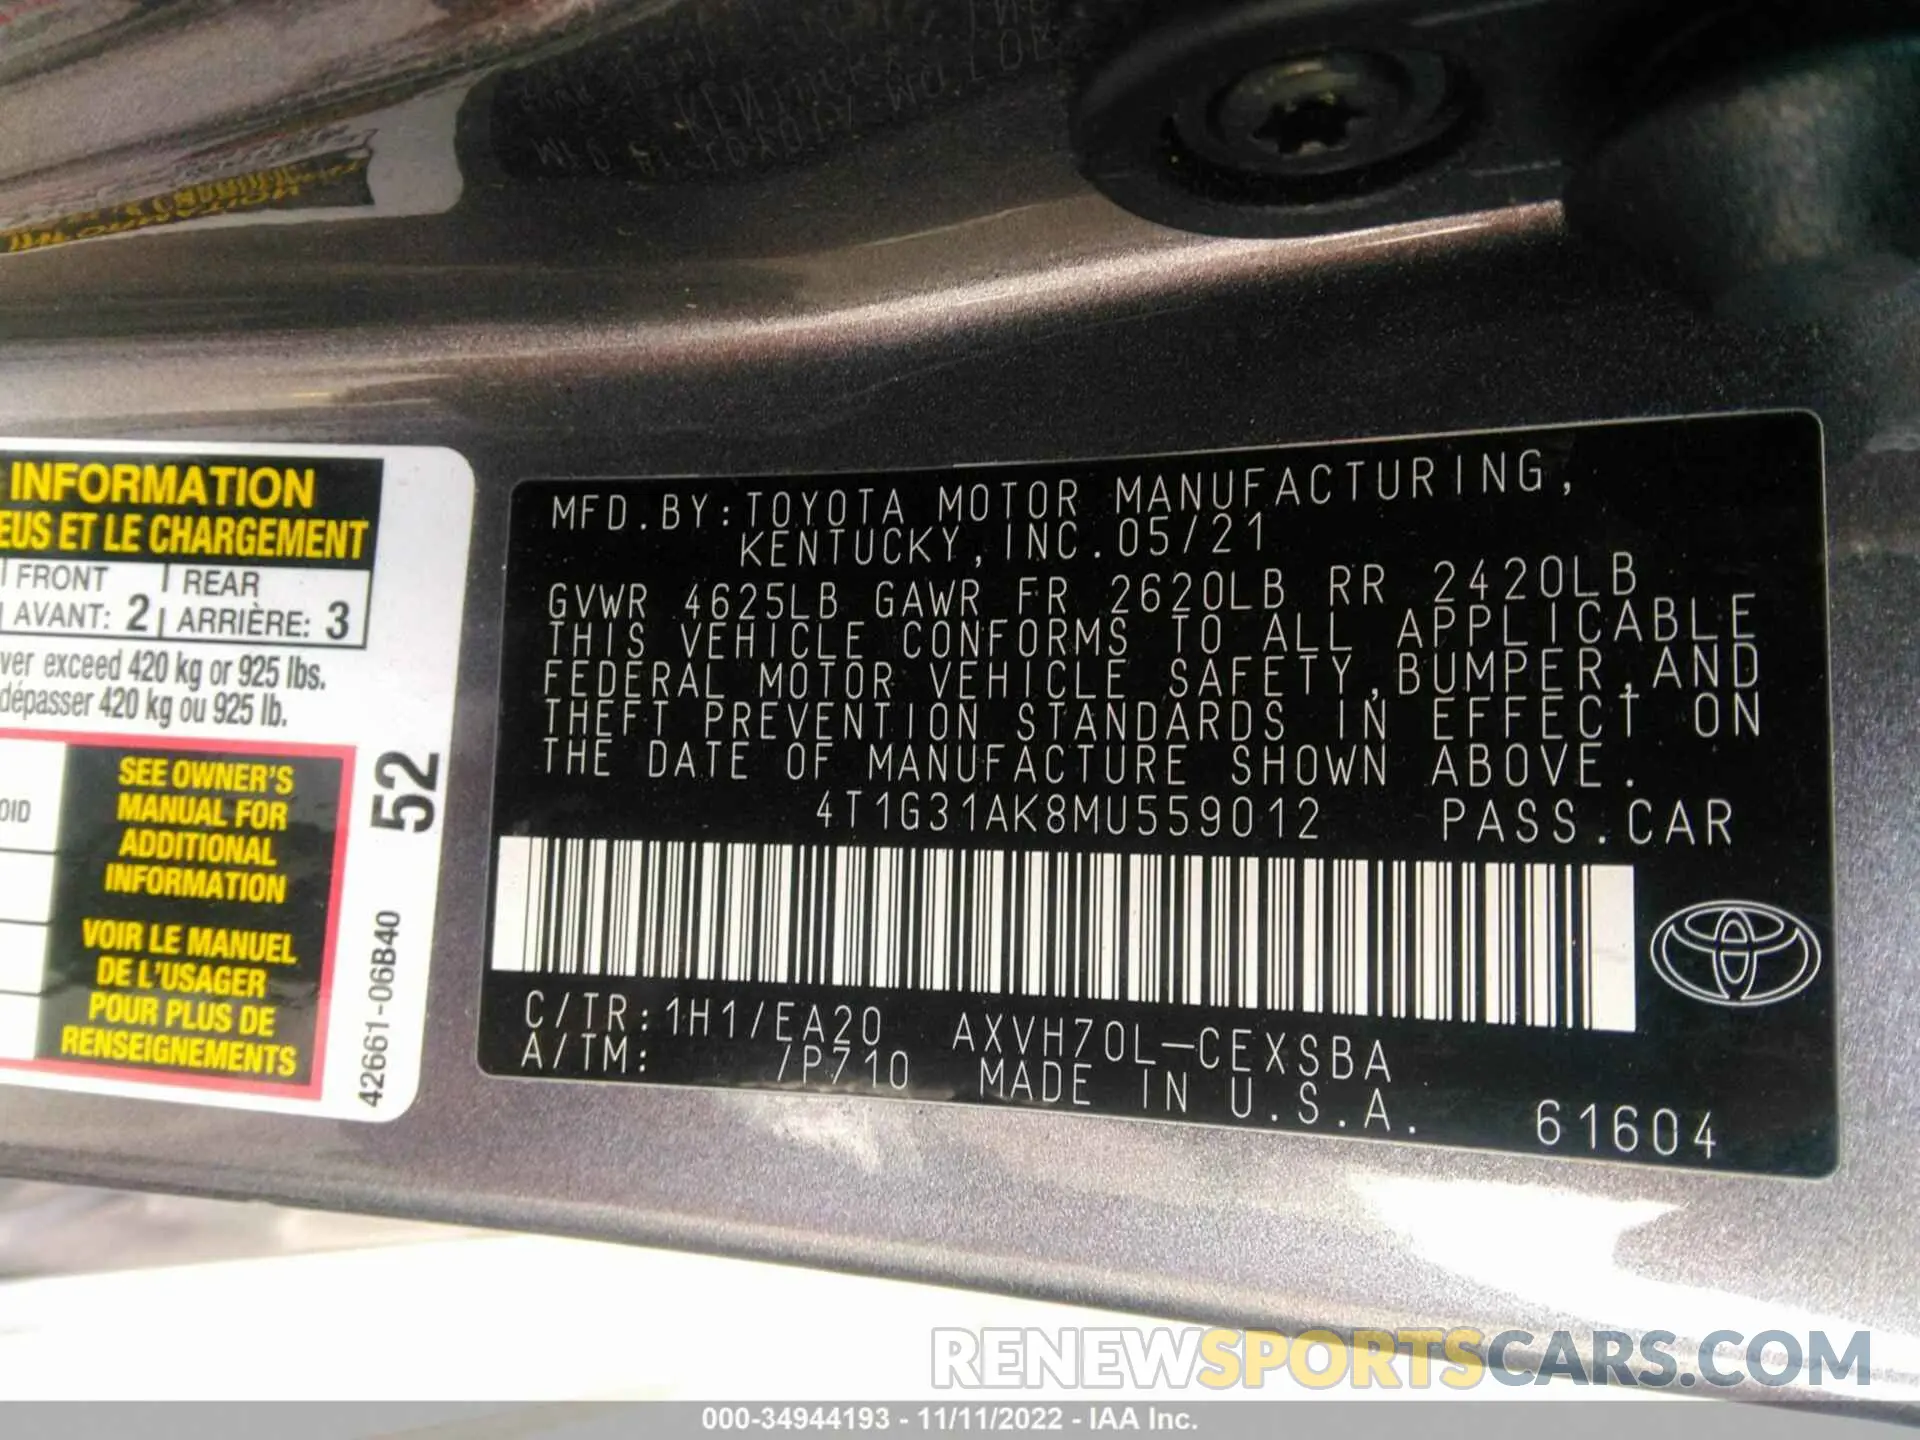 INFORMATION
EUS ET LE CHARGEMENT
FRONT REAR
AVANT: 2 ARRIÈRE: 3
ver exceed 420 kg or 925 lbs.
dépasser 420 kg ou 925 lb.
OID
SEE OWNER'S
MANUAL FOR
ADDITIONAL
INFORMATION
VOIR LE MANUEL
DE L'USAGER
POUR PLUS DE
RENSEIGNEMENTS
52
42661-06B40
MFD.BY:TOYOTA MOTOR MANUFACTURING,
KENTUCKY,INC.05/21
GVWR 4625LB GAWR FR 2620LB RR 2420LB
THIS VEHICLE CONFORMS TO ALL APPLICABLE
FEDERAL MOTOR VEHICLE SAFETY,BUMPER,AND
THEFT PREVENTION STANDARDS IN EFFECT ON
THE DATE OF MANUFACTURE SHOWN ABOVE.
4T1G31AK8MU559012 PASS.CAR
C/TR:1H1/EA20 AXVH70L-CEXSBA
A/TM: /P710 MADE IN U.S.A.
61604
RENEWSPORTSCARS.COM
000-34944193 - 11/11/2022 - IAA Inc.